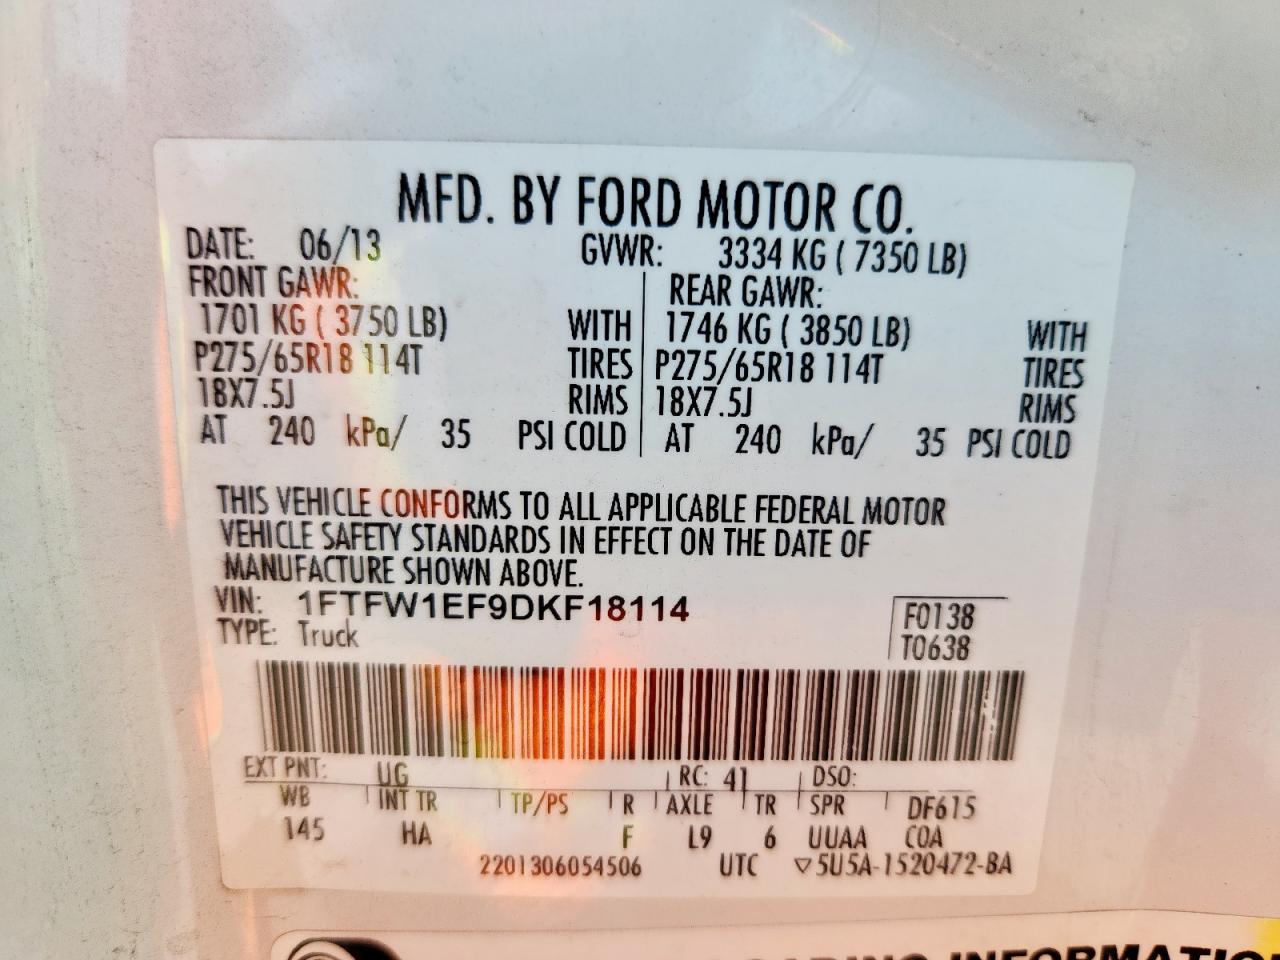 MFD. BY FORD MOTOR CO.
DATE: 06/13 GVWR: 3334 KG ( 7350 LB)
FRONT GAWR: REAR GAWR:
1701 KG ( 3750 LB) WITH 1746 KG ( 3850 LB) WITH
P275/65R18 114T TIRES P275/65R18 114T TIRES
18X7.5J RIMS 18X7.5J RIMS
AT 240 kPa/ 35 PSI COLD AT 240 kPa/ 35 PSI COLD
THIS VEHICLE CONFORMS TO ALL APPLICABLE FEDERAL MOTOR
VEHICLE SAFETY STANDARDS IN EFFECT ON THE DATE OF
MANUFACTURE SHOWN ABOVE.
VIN: 1FTFW1EF9DKF18114 F0138
TYPE: Truck T0638
EXT PNT: UG RC: 41 DSO:
WB INT TR TP/PS R AXLE TR SPR DF615
145 HA F L9 6 UUAA COA
2201306054506 UTC ▽5U5A-1520472-BA
INFORMATION